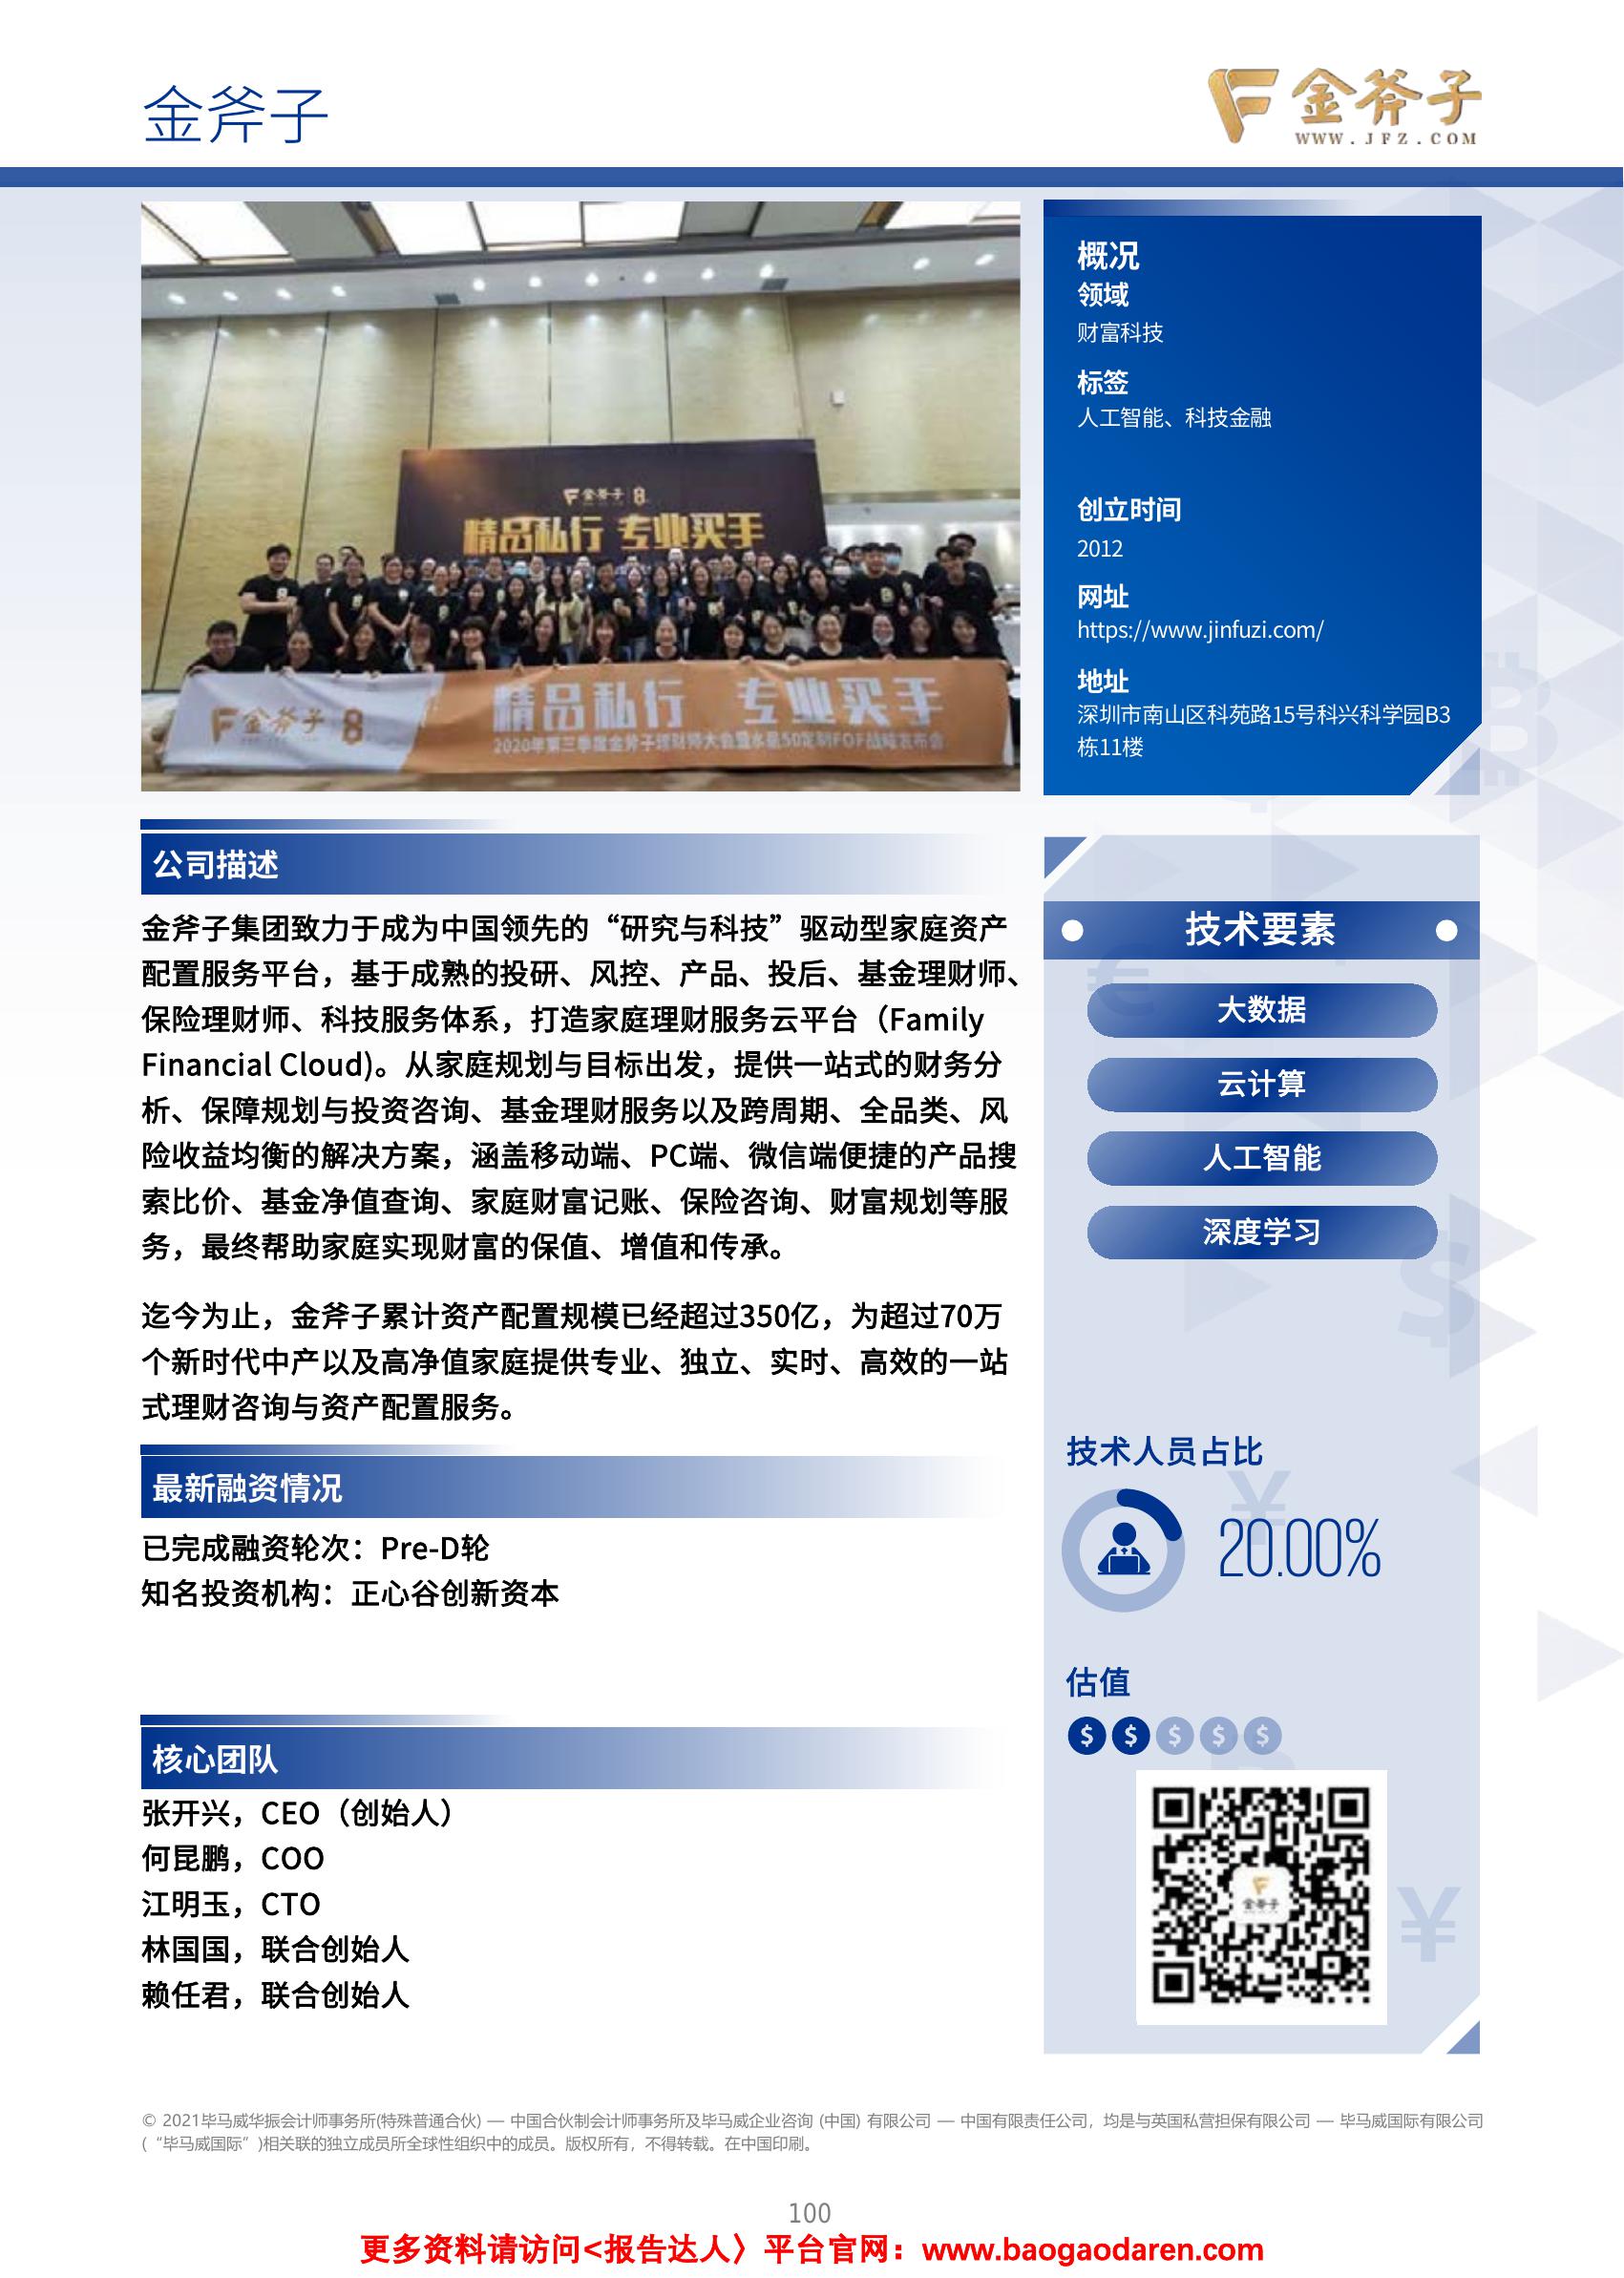 金斧子
金斧子
WWW.JFZ.COM
金斧子 8
精品私行 专业买手
金斧子 8
精品私行 专业买手
2020年第三季度金斧子理财师大会暨水星50定制FOF战略发布会
概况
领域
财富科技
标签
人工智能、科技金融
创立时间
2012
网址
https://www.jinfuzi.com/
地址
深圳市南山区科苑路15号科兴科学园B3
栋11楼
公司描述
金斧子集团致力于成为中国领先的“研究与科技”驱动型家庭资产
配置服务平台，基于成熟的投研、风控、产品、投后、基金理财师、
保险理财师、科技服务体系，打造家庭理财服务云平台（Family
Financial Cloud)。从家庭规划与目标出发，提供一站式的财务分
析、保障规划与投资咨询、基金理财服务以及跨周期、全品类、风
险收益均衡的解决方案，涵盖移动端、PC端、微信端便捷的产品搜
索比价、基金净值查询、家庭财富记账、保险咨询、财富规划等服
务，最终帮助家庭实现财富的保值、增值和传承。
迄今为止，金斧子累计资产配置规模已经超过350亿，为超过70万
个新时代中产以及高净值家庭提供专业、独立、实时、高效的一站
式理财咨询与资产配置服务。
最新融资情况
已完成融资轮次：Pre-D轮
知名投资机构：正心谷创新资本
核心团队
张开兴，CEO（创始人）
何昆鹏，COO
江明玉，CTO
林国国，联合创始人
赖任君，联合创始人
技术要素
大数据
云计算
人工智能
深度学习
技术人员占比
20.00%
估值
$ $ $ $ $
金斧子
© 2021毕马威华振会计师事务所(特殊普通合伙) — 中国合伙制会计师事务所及毕马威企业咨询 (中国) 有限公司 — 中国有限责任公司，均是与英国私营担保有限公司 — 毕马威国际有限公司
(“毕马威国际”)相关联的独立成员所全球性组织中的成员。版权所有，不得转载。在中国印刷。
100
更多资料请访问<报告达人〉平台官网：www.baogaodaren.com